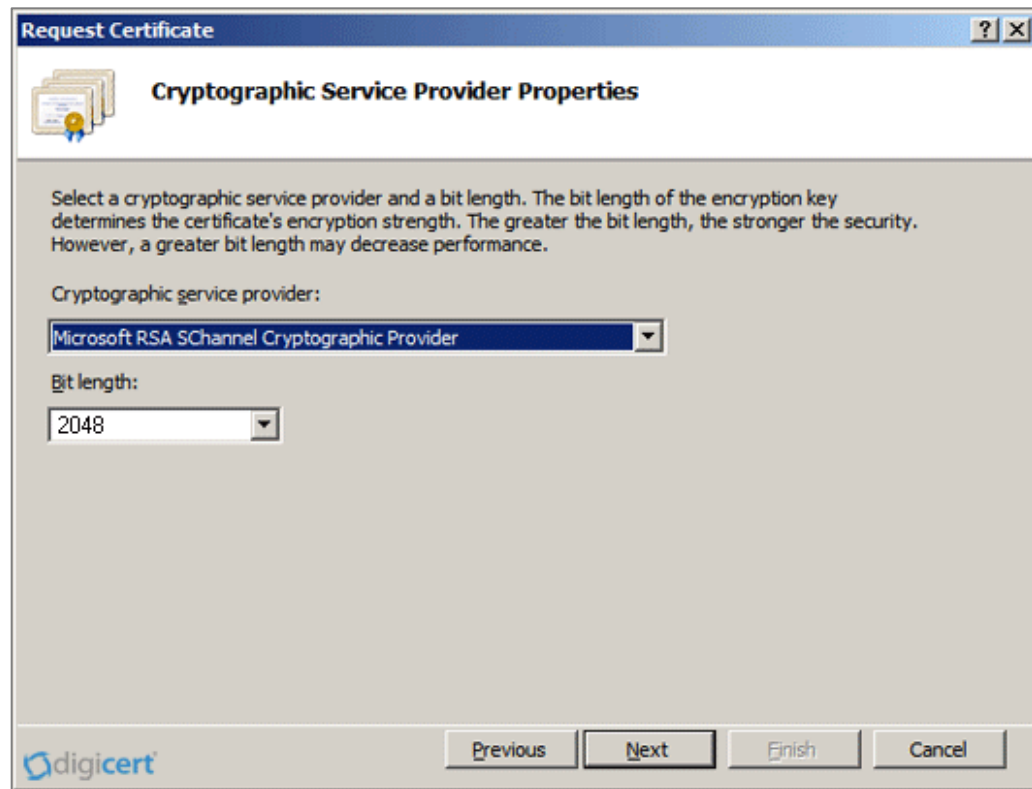 Request Certificate
Cryptographic Service Provider Properties
Select a cryptographic service provider and a bit length. The bit length of the encryption key
determines the certificate's encryption strength. The greater the bit length, the stronger the security.
However, a greater bit length may decrease performance.
Cryptographic service provider:
Microsoft RSA SChannel Cryptographic Provider
Bit length:
2048
digicert
Previous Next Finish Cancel